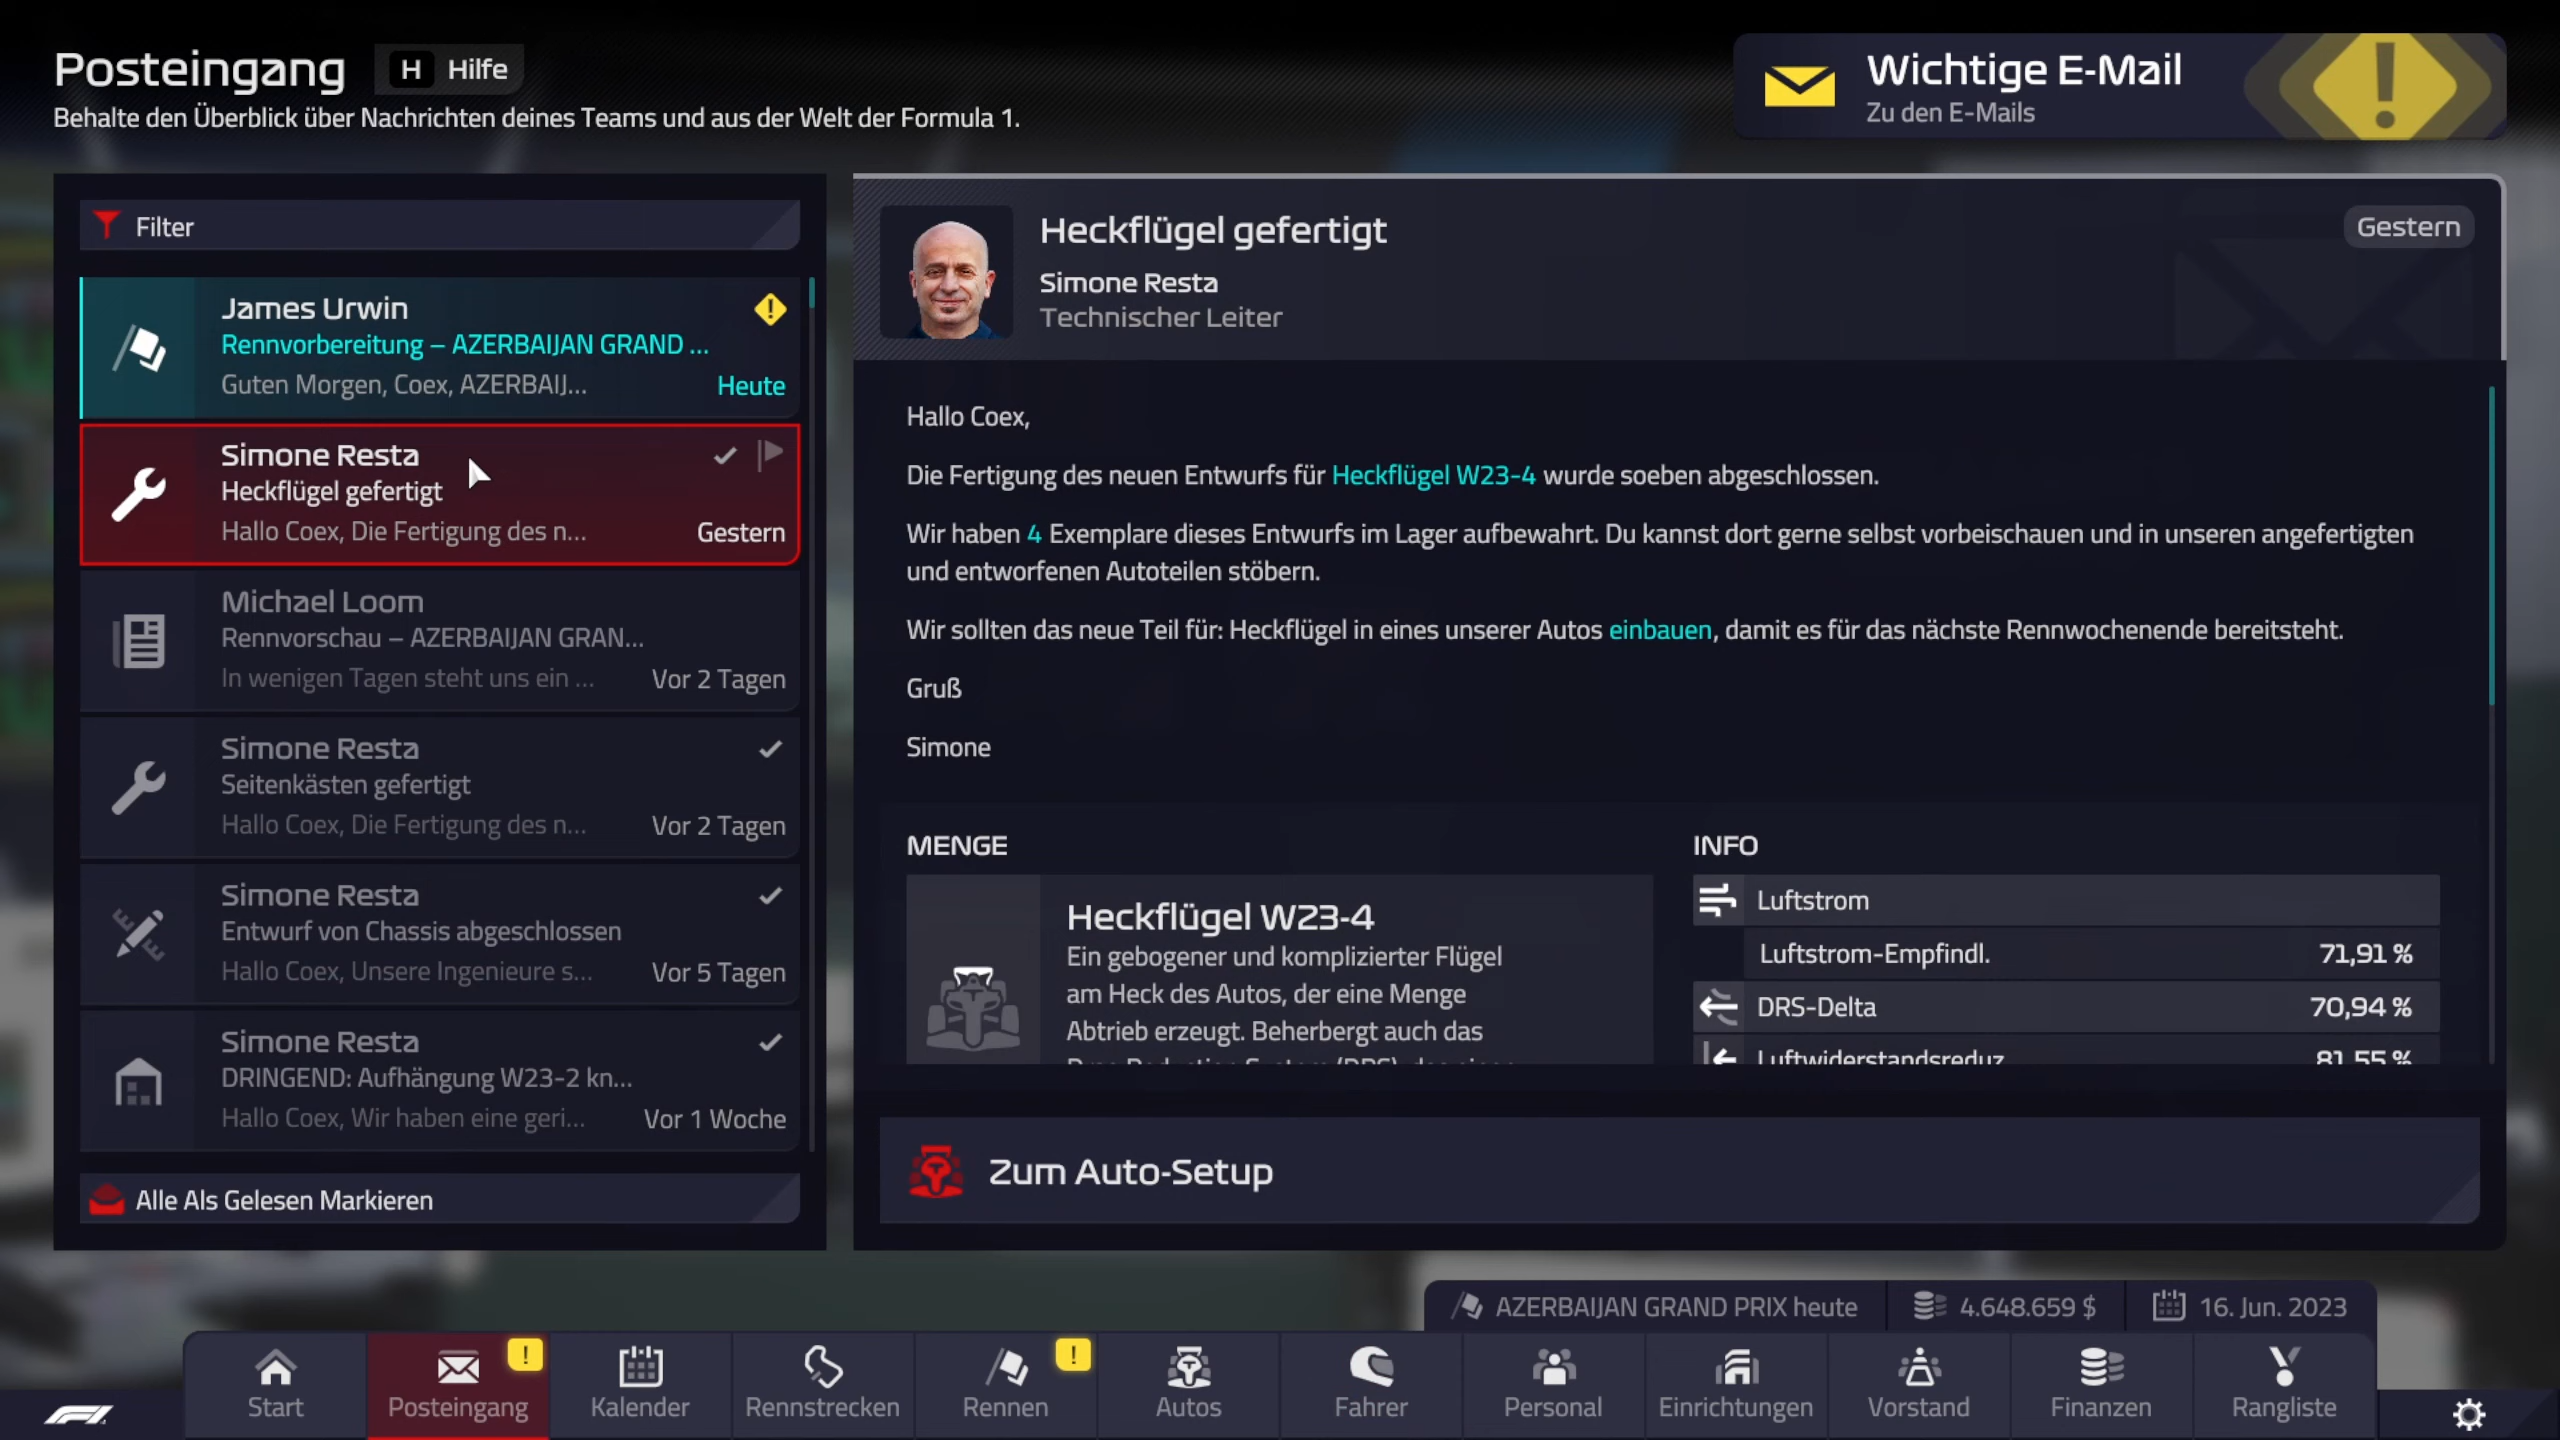 Posteingang
H Hilfe
Behalte den Überblick über Nachrichten deines Teams und aus der Welt der Formula 1.
Wichtige E-Mail
Zu den E-Mails
Filter
James Urwin
Rennvorbereitung – AZERBAIJAN GRAND ...
Guten Morgen, Coex, AZERBAIJ...
Heute
Simone Resta
Heckflügel gefertigt
Hallo Coex, Die Fertigung des n...
Gestern
Michael Loom
Rennvorschau – AZERBAIJAN GRAN...
In wenigen Tagen steht uns ein ...
Vor 2 Tagen
Simone Resta
Seitenkästen gefertigt
Hallo Coex, Die Fertigung des n...
Vor 2 Tagen
Simone Resta
Entwurf von Chassis abgeschlossen
Hallo Coex, Unsere Ingenieure s...
Vor 5 Tagen
Simone Resta
DRINGEND: Aufhängung W23-2 kn...
Hallo Coex, Wir haben eine geri...
Vor 1 Woche
Alle Als Gelesen Markieren
Heckflügel gefertigt
Gestern
Simone Resta
Technischer Leiter
Hallo Coex,
Die Fertigung des neuen Entwurfs für Heckflügel W23-4 wurde soeben abgeschlossen.
Wir haben 4 Exemplare dieses Entwurfs im Lager aufbewahrt. Du kannst dort gerne selbst vorbeischauen und in unseren angefertigten
und entworfenen Autoteilen stöbern.
Wir sollten das neue Teil für: Heckflügel in eines unserer Autos einbauen, damit es für das nächste Rennwochenende bereitsteht.
Gruß
Simone
MENGE
Heckflügel W23-4
Ein gebogener und komplizierter Flügel
am Heck des Autos, der eine Menge
Abtrieb erzeugt. Beherbergt auch das
INFO
Luftstrom
Luftstrom-Empfindl. 71,91 %
DRS-Delta 70,94 %
Luftwiderstandsreduz. 81,55 %
Zum Auto-Setup
AZERBAIJAN GRAND PRIX heute
4.648.659 $
16. Jun. 2023
Start
Posteingang
Kalender
Rennstrecken
Rennen
Autos
Fahrer
Personal
Einrichtungen
Vorstand
Finanzen
Rangliste